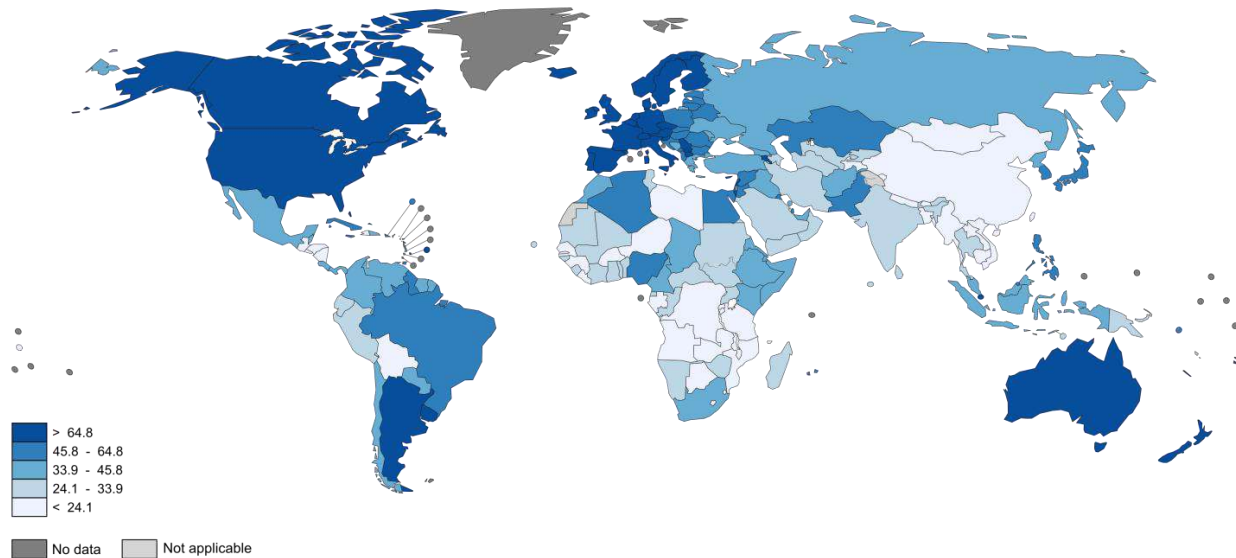 > 64.8
45.8 - 64.8
33.9 - 45.8
24.1 - 33.9
< 24.1
No data
Not applicable